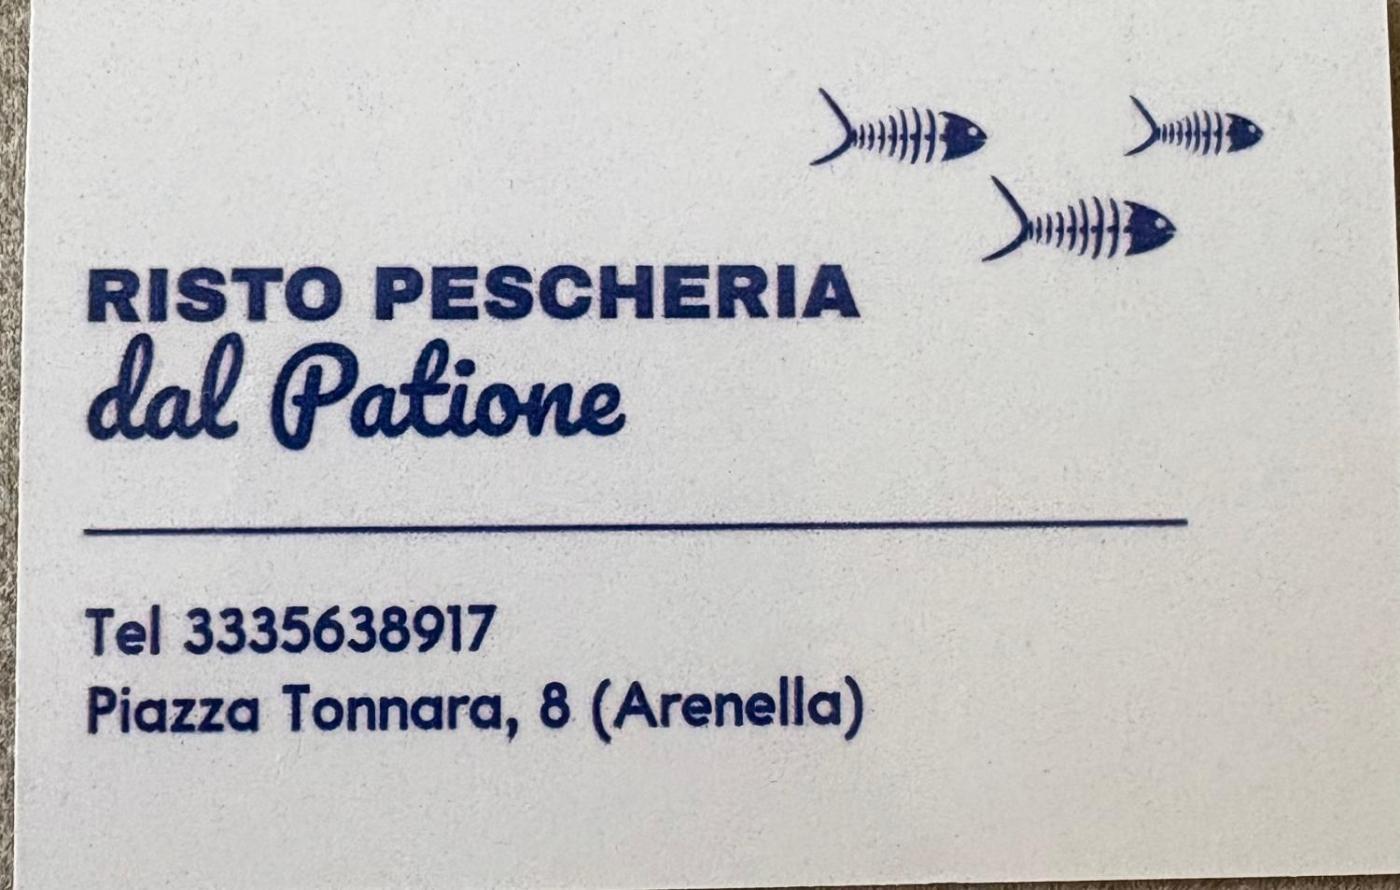 RISTO PESCHERIA
dal Patione
Tel 3335638917
Piazza Tonnara, 8 (Arenella)